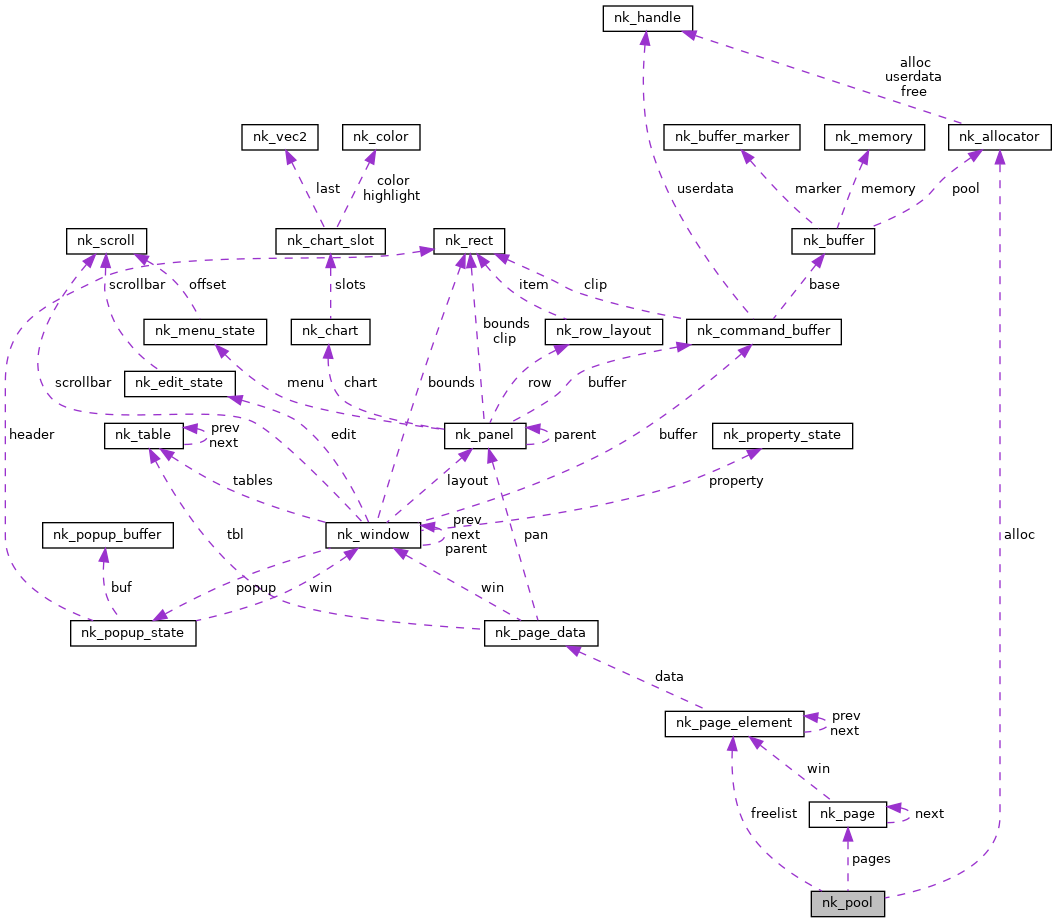 nk_handle
alloc
userdata
free
nk_vec2
nk_color
nk_buffer_marker
nk_memory
nk_allocator
last
color
highlight
userdata
marker
memory
pool
nk_scroll
nk_chart_slot
nk_rect
nk_buffer
scrollbar
offset
slots
item
clip
base
nk_menu_state
nk_chart
bounds
clip
nk_row_layout
nk_command_buffer
scrollbar
nk_edit_state
menu
chart
bounds
row
buffer
header
nk_table
prev
next
edit
nk_panel
parent
buffer
nk_property_state
tables
layout
property
nk_popup_buffer
tbl
nk_window
prev
next
parent
pan
alloc
buf
popup
win
win
nk_popup_state
nk_page_data
data
nk_page_element
prev
next
win
freelist
nk_page
next
pages
nk_pool